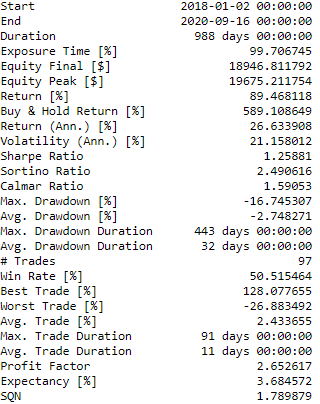 Start 2018-01-02 00:00:00
End 2020-09-16 00:00:00
Duration 988 days 00:00:00
Exposure Time [%] 99.706745
Equity Final [$] 18946.811792
Equity Peak [$] 19675.211754
Return [%] 89.468118
Buy & Hold Return [%] 589.108649
Return (Ann.) [%] 26.633908
Volatility (Ann.) [%] 21.158012
Sharpe Ratio 1.25881
Sortino Ratio 2.490616
Calmar Ratio 1.59053
Max. Drawdown [%] -16.745307
Avg. Drawdown [%] -2.748271
Max. Drawdown Duration 443 days 00:00:00
Avg. Drawdown Duration 32 days 00:00:00
# Trades 97
Win Rate [%] 50.515464
Best Trade [%] 128.077655
Worst Trade [%] -26.883492
Avg. Trade [%] 2.433655
Max. Trade Duration 91 days 00:00:00
Avg. Trade Duration 11 days 00:00:00
Profit Factor 2.652617
Expectancy [%] 3.684572
SQN 1.789879